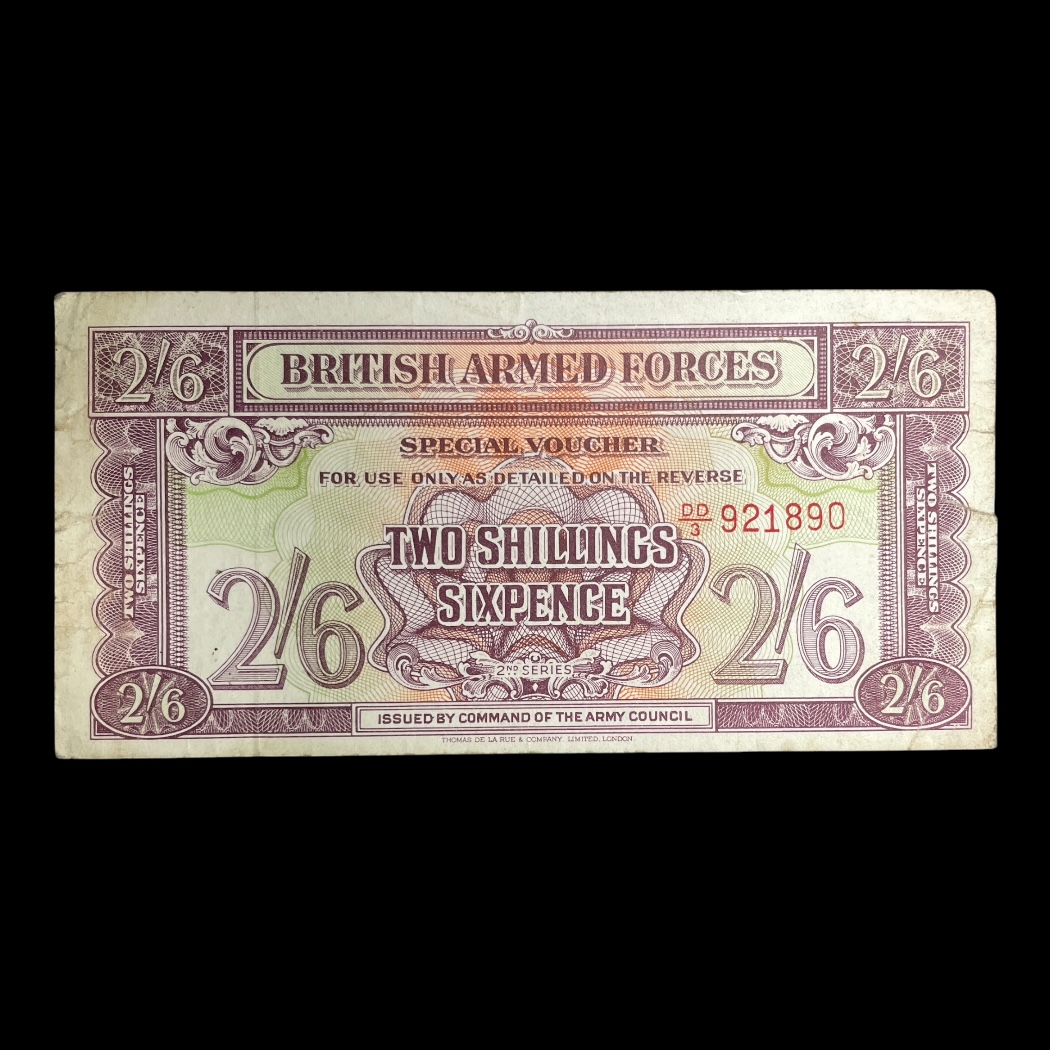 2/6 BRITISH ARMED FORCES 2/6
SPECIAL VOUCHER
FOR USE ONLY AS DETAILED ON THE REVERSE
DD/3 921890
TWO SHILLINGS
SIXPENCE
TWO SHILLINGS
SIXPENCE
TWO SHILLINGS
SIXPENCE
2/6 2/6
2ND SERIES
2/6 2/6
ISSUED BY COMMAND OF THE ARMY COUNCIL
THOMAS DE LA RUE & COMPANY, LIMITED, LONDON.